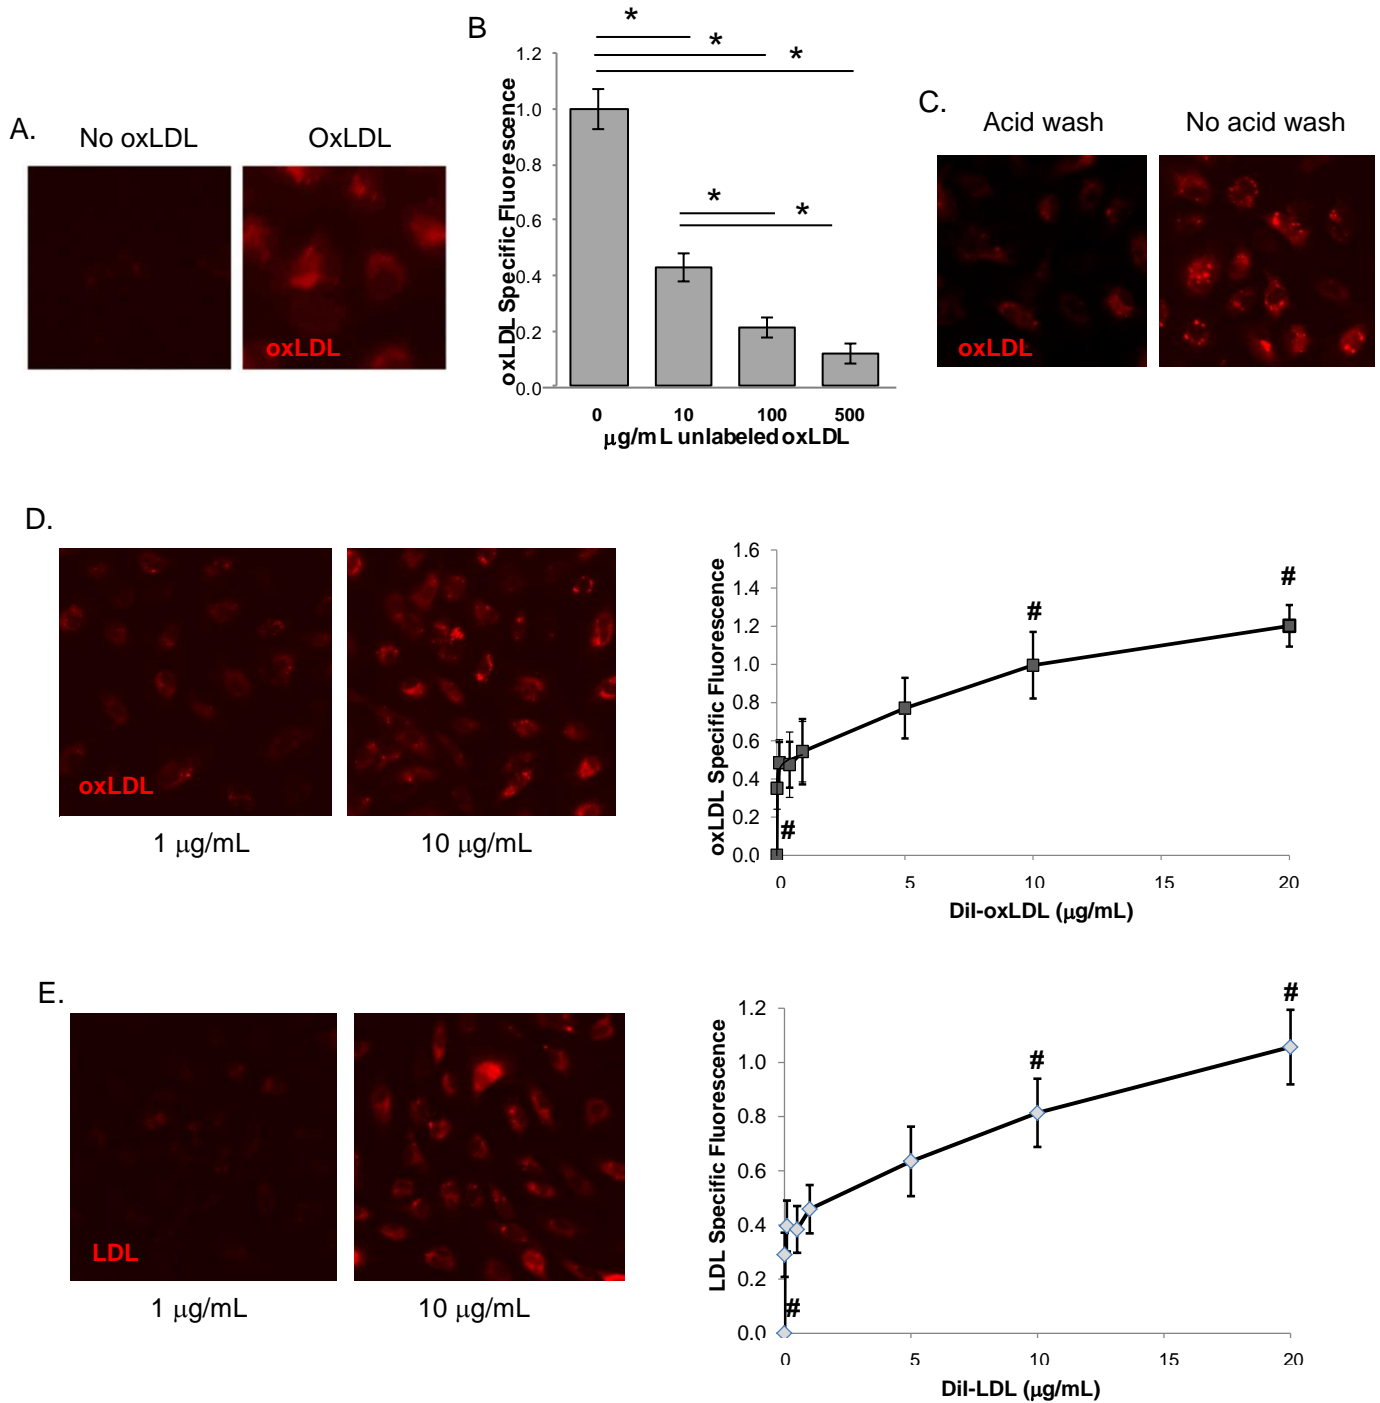 A.
No oxLDL
OxLDL
oxLDL
B
*
*
*
*
*
oxLDL Specific Fluorescence
1.2
1.0
0.8
0.6
0.4
0.2
0.0
0 10 100 500
μg/mL unlabeled oxLDL
C.
Acid wash
No acid wash
oxLDL
D.
oxLDL
1 μg/mL
10 μg/mL
oxLDL Specific Fluorescence
1.6
1.4
1.2
1.0
0.8
0.6
0.4
0.2
0.0
#
#
#
0 5 10 15 20
DiI-oxLDL (μg/mL)
E.
LDL
1 μg/mL
10 μg/mL
LDL Specific Fluorescence
1.2
1.0
0.8
0.6
0.4
0.2
0.0
#
#
#
0 5 10 15 20
DiI-LDL (μg/mL)